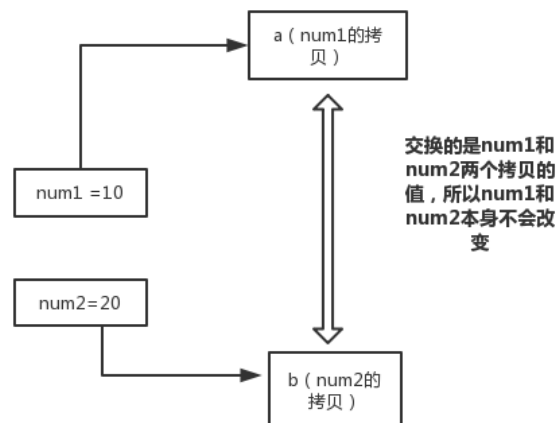 a（num1的拷
贝）
交换的是num1和
num2两个拷贝的
值，所以num1和
num2本身不会改
变
num1 =10
num2=20
b（num2的
拷贝）